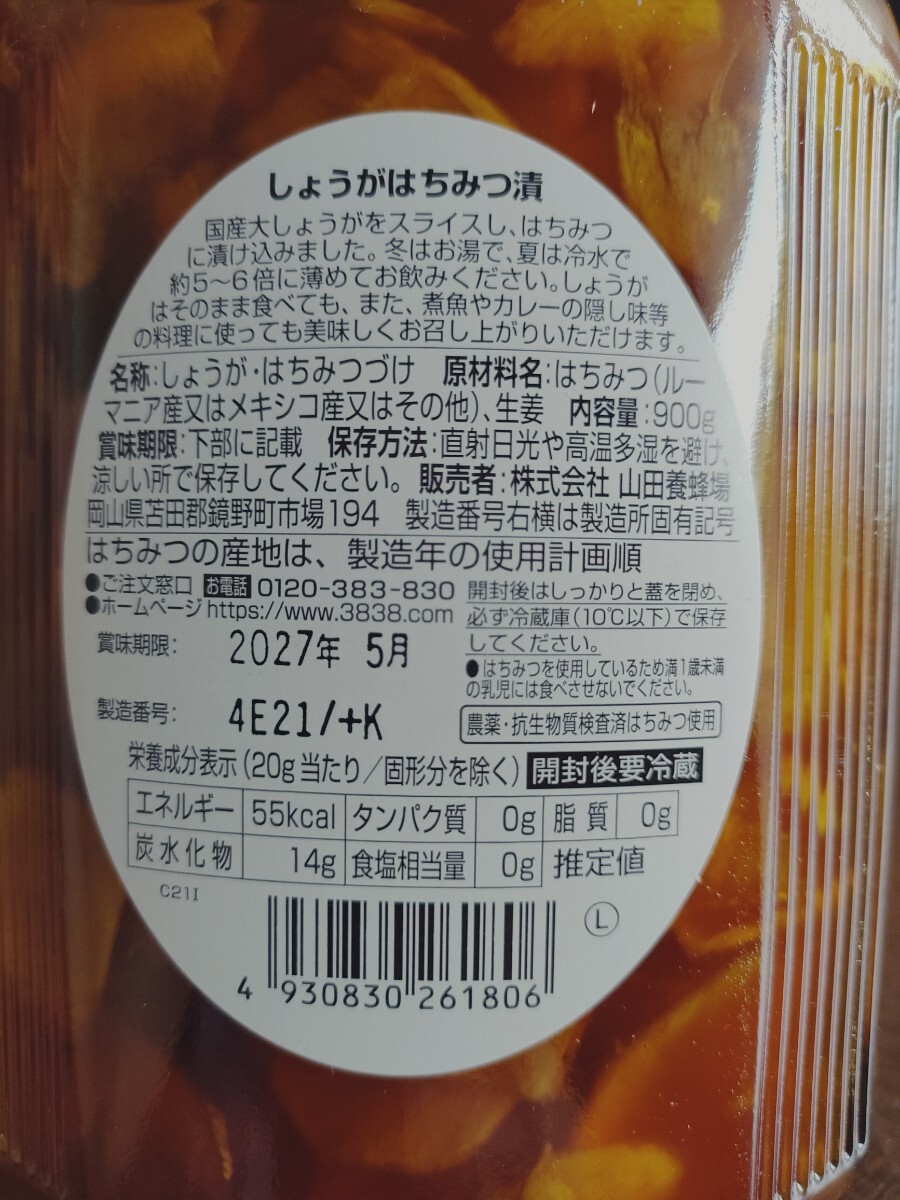 しょうがはちみつ漬
国産大しょうがをスライスし、はちみつ
に漬け込みました。冬はお湯で、夏は冷水で
約5〜6倍に薄めてお飲みください。しょうが
はそのまま食べても、また、煮魚やカレーの隠し味等
の料理に使っても美味しくお召し上がりいただけます。
名称:しょうが・はちみつづけ 原材料名:はちみつ(ルー
マニア産又はメキシコ産又はその他)、生姜 内容量:900g
賞味期限:下部に記載 保存方法:直射日光や高温多湿を避け、
涼しい所で保存してください。 販売者:株式会社 山田養蜂場
岡山県苫田郡鏡野町市場194 製造番号右横は製造所固有記号
はちみつの産地は、製造年の使用計画順
●ご注文窓口 お電話 0120-383-830
●ホームページ https://www.3838.com
開封後はしっかりと蓋を閉め、
必ず冷蔵庫(10℃以下)で保存
してください。
●はちみつを使用しているため満1歳未満
の乳児には食べさせないでください。
賞味期限: 2027年 5月
製造番号: 4E21/+K
農薬・抗生物質検査済はちみつ使用
栄養成分表示(20g当たり/固形分を除く) 開封後要冷蔵
エネルギー 55kcal タンパク質 0g 脂質 0g
炭水化物 14g 食塩相当量 0g 推定値
C21I
L
4 930830 261806